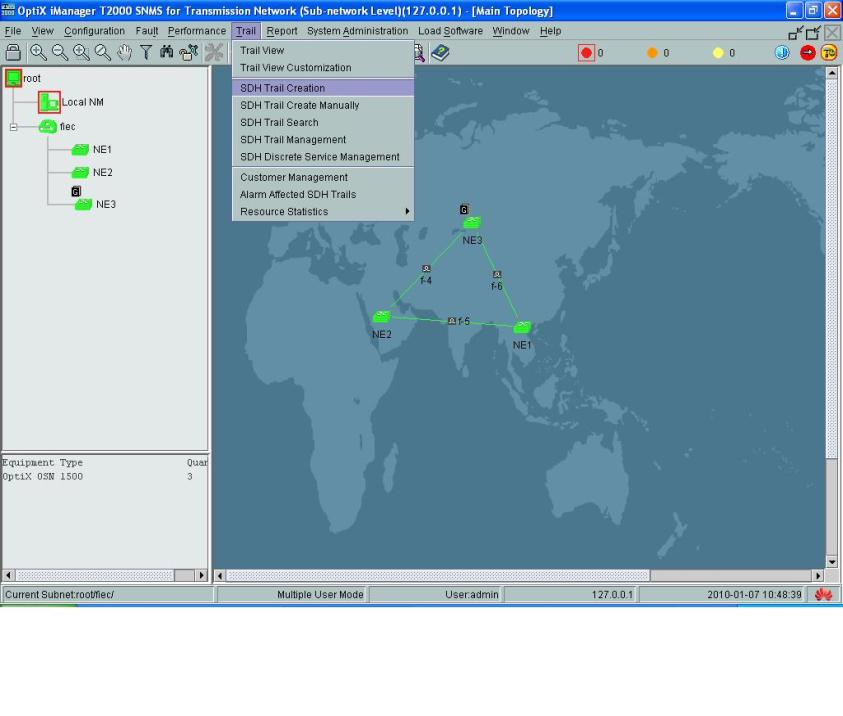 OptiX iManager T2000 SNMS for Transmission Network (Sub-network Level)(127.0.0.1) - [Main Topology]
File View Configuration Fault Performance Trail Report System Administration Load Software Window Help
0 0 0
Trail View
Trail View Customization
SDH Trail Creation
SDH Trail Create Manually
SDH Trail Search
SDH Trail Management
SDH Discrete Service Management
Customer Management
Alarm Affected SDH Trails
Resource Statistics
root
Local NM
fiec
NE1
NE2
G
NE3
G
NE3
f-4
f-6
NE2
f-5
NE1
Equipment Type Quar
OptiX OSN 1500 3
Current Subnet:root/fiec/ Multiple User Mode User:admin 127.0.0.1 2010-01-07 10:48:39